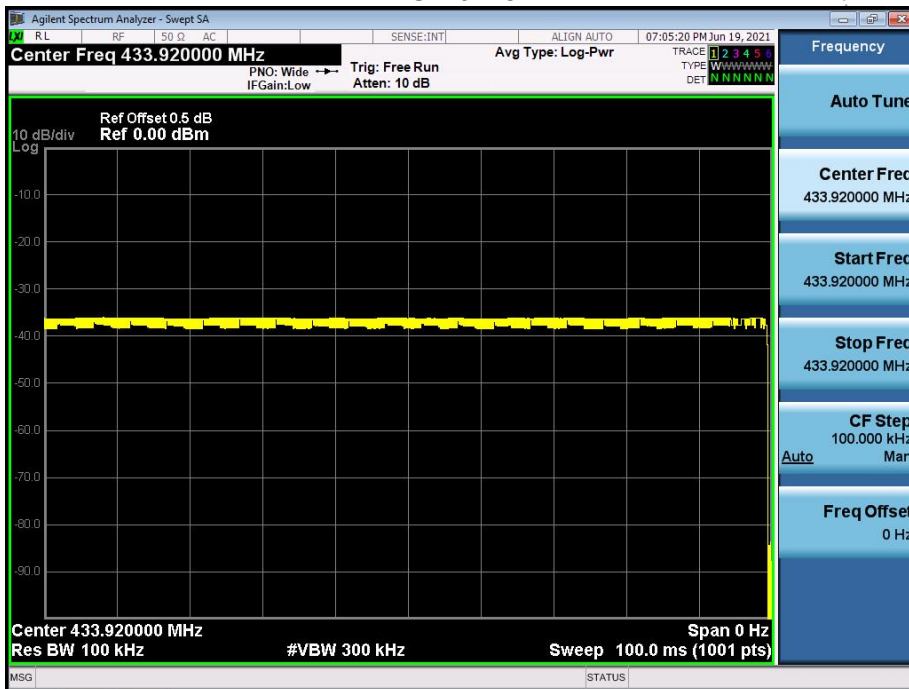 Agilent Spectrum Analyzer - Swept SA
LXI RL RF 50 Ω AC SENSE:INT ALIGN AUTO 07:05:20 PM Jun 19, 2021
Center Freq 433.920000 MHz
PNO: Wide
IFGain:Low
Trig: Free Run
Atten: 10 dB
Avg Type: Log-Pwr
TRACE 1 2 3 4 5 6
TYPE WWWWWW
DET N N N N N N
Ref Offset 0.5 dB
10 dB/div Ref 0.00 dBm
Log
-10.0
-20.0
-30.0
-40.0
-50.0
-60.0
-70.0
-80.0
-90.0
Center 433.920000 MHz Span 0 Hz
Res BW 100 kHz #VBW 300 kHz Sweep 100.0 ms (1001 pts)
MSG STATUS
Frequency
Auto Tune
Center Freq
433.920000 MHz
Start Freq
433.920000 MHz
Stop Freq
433.920000 MHz
CF Step
100.000 kHz
Auto Man
Freq Offset
0 Hz